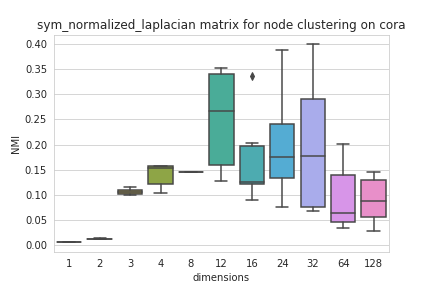 sym_normalized_laplacian matrix for node clustering on cora
0.40
0.35
0.30
0.25
0.20
0.15
0.10
0.05
0.00
NMI
1 2 3 4 8 12 16 24 32 64 128
dimensions